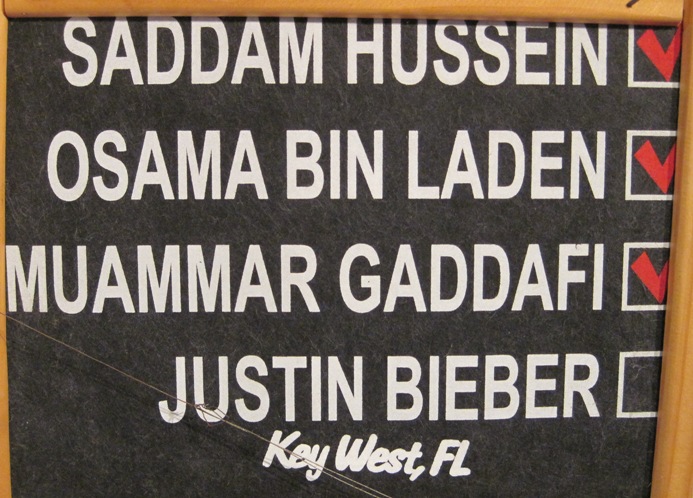 SADDAM HUSSEIN
OSAMA BIN LADEN
MUAMMAR GADDAFI
JUSTIN BIEBER
Key West, FL